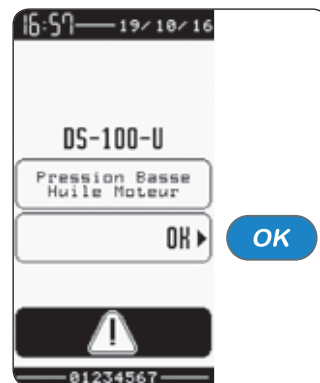 16:57 19/10/16
DS-100-U
Pression Basse
Huile Moteur
OK
OK
01234567